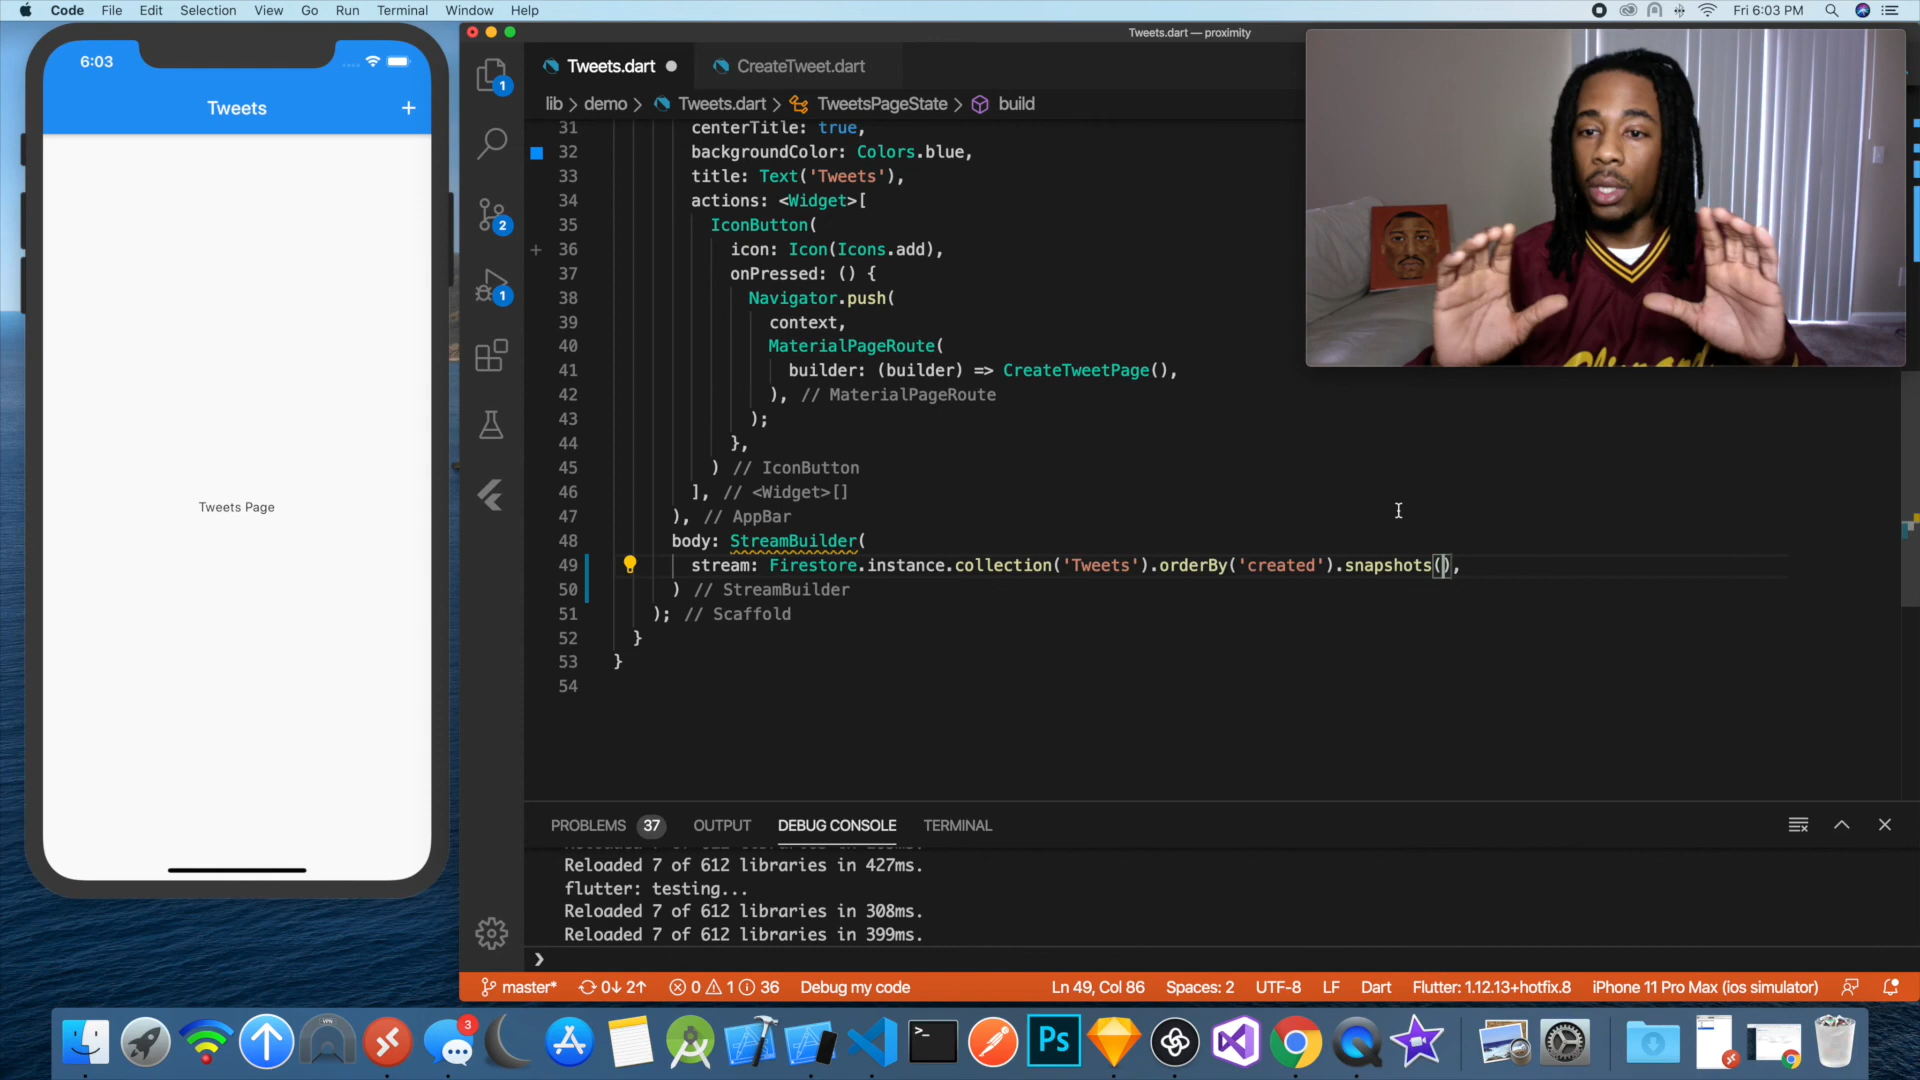 Code File Edit Selection View Go Run Terminal Window Help
Fri 6:03 PM
Tweets.dart — proximity
6:03
Tweets +
Tweets Page
Tweets.dart CreateTweet.dart
lib > demo > Tweets.dart > TweetsPageState > build
31 centerTitle: true,
32 backgroundColor: Colors.blue,
33 title: Text('Tweets'),
34 actions: <Widget>[
35 IconButton(
36 icon: Icon(Icons.add),
37 onPressed: () {
38 Navigator.push(
39 context,
40 MaterialPageRoute(
41 builder: (builder) => CreateTweetPage(),
42 ), // MaterialPageRoute
43 );
44 },
45 ) // IconButton
46 ], // <Widget>[]
47 ), // AppBar
48 body: StreamBuilder(
49 stream: Firestore.instance.collection('Tweets').orderBy('created').snapshots(),
50 ) // StreamBuilder
51 ); // Scaffold
52 }
53 }
54
1
2
1
PROBLEMS 37 OUTPUT DEBUG CONSOLE TERMINAL
Reloaded 7 of 612 libraries in 427ms.
flutter: testing...
Reloaded 7 of 612 libraries in 308ms.
Reloaded 7 of 612 libraries in 399ms.
master* 0↓ 2↑ 0 1 36 Debug my code Ln 49, Col 86 Spaces: 2 UTF-8 LF Dart Flutter: 1.12.13+hotfix.8 iPhone 11 Pro Max (ios simulator)
VPN
3
>_
Ps